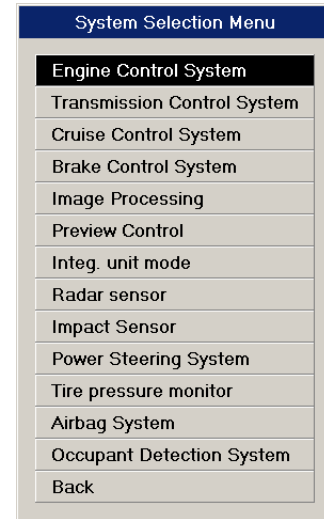 System Selection Menu
Engine Control System
Transmission Control System
Cruise Control System
Brake Control System
Image Processing
Preview Control
Integ. unit mode
Radar sensor
Impact Sensor
Power Steering System
Tire pressure monitor
Airbag System
Occupant Detection System
Back